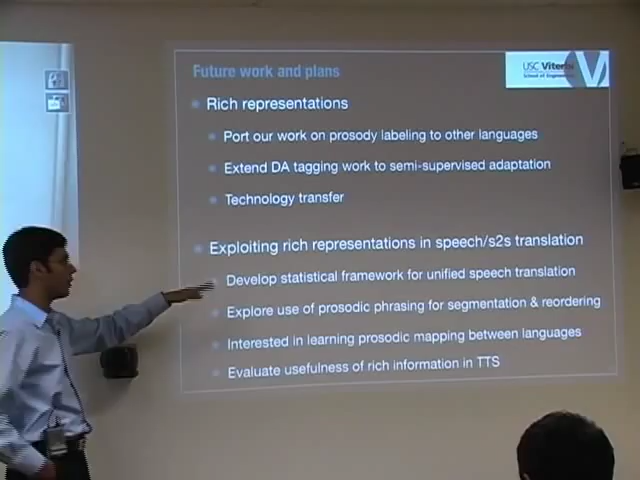 Future work and plans
USC Viterbi
School of Engineering
Rich representations
Port our work on prosody labeling to other languages
Extend DA tagging work to semi-supervised adaptation
Technology transfer
Exploiting rich representations in speech/s2s translation
Develop statistical framework for unified speech translation
Explore use of prosodic phrasing for segmentation & reordering
Interested in learning prosodic mapping between languages
Evaluate usefulness of rich information in TTS